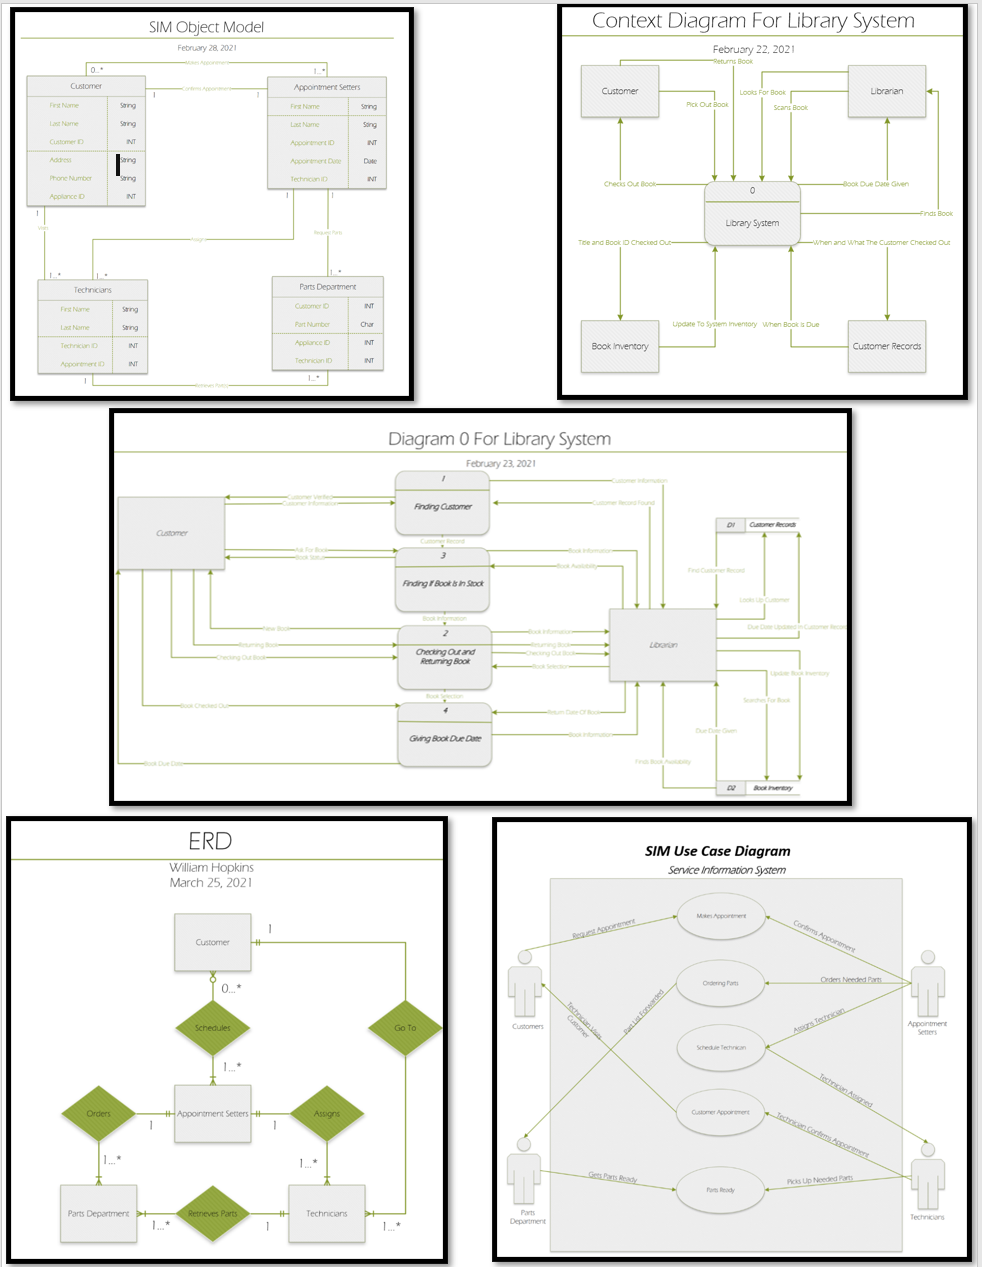 SIM Object Model
February 28, 2021
Makes Appointment
0...*
1...*
Customer
First Name String
Last Name String
Customer ID INT
Address String
Phone Number String
Appliance ID INT
Confirms Appointment
1
1
Appointment Setters
First Name String
Last Name Sting
Appointment ID INT
Appointment Date Date
Technician ID INT
1
1
1
Visits
Assigns
Request Parts
1...*
1...*
1...*
Technicians
First Name String
Last Name String
Technician ID INT
Appointment ID INT
Parts Department
Customer ID INT
Part Number Char
Appliance ID INT
Technician ID INT
1
1...*
Context Diagram For Library System
February 22, 2021
Returns Book
Customer
Librarian
Looks For Book
Pick Out Book
Scans Book
Checks Out Book
0
Library System
Book Due Date Given
Finds Book
Title and Book ID Checked Out
When and What The Customer Checked Out
Update To System Inventory
When Book is Due
Book Inventory
Customer Records
Diagram 0 For Library System
February 23, 2021
1
Finding Customer
Customer Information
Customer Verified
Customer Information
Customer Record Found
Customer
D1 Customer Records
Customer Record
Ask For Book
Book Status
3
Finding If Book Is In Stock
Book Information
Book Availability
Find Customer Record
Looks Up Customer
Book Information
New Book
Returning Book
Checking Out Book
2
Checking Out and
Returning Book
Book Information
Returning Book
Checking Out Book
Book Selection
Librarian
Due Date Updated in Customer Record
Update Book Inventory
Book Selection
Searches For Book
Book Checked Out
4
Giving Book Due Date
Return Date Of Book
Book Information
Due Date Given
Book Due Date
Finds Book Availability
D2 Book Inventory
ERD
William Hopkins
March 25, 2021
Customer
1
0...*
Schedules
Go To
1...*
Orders
Appointment Setters
Assigns
1
1
1...*
1...*
Parts Department
Retrieves Parts
Technicians
1...*
1
1...*
SIM Use Case Diagram
Service Information System
Makes Appointment
Request Appointment
Confirms Appointment
Customers
Ordering Parts
Orders Needed Parts
Appointment
Setters
Technician Visits
Customer
Part List Forwarded
Schedule Technician
Assigns Technician
Technician Assigned
Customer Appointment
Technician Confirms Appointment
Parts
Department
Gets Parts Ready
Parts Ready
Picks Up Needed Parts
Technicians